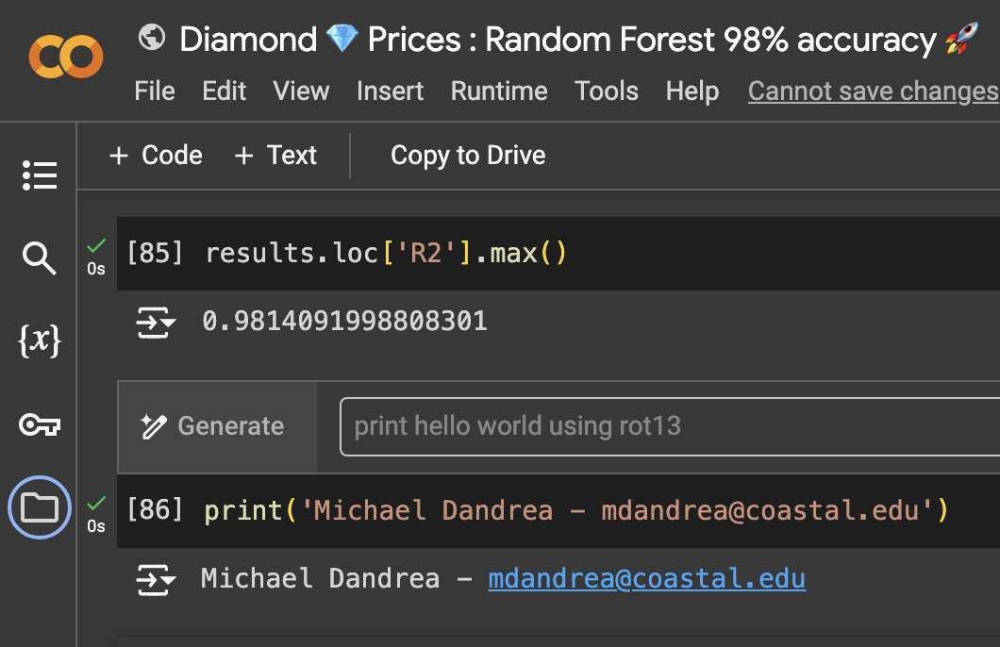 Diamond 💎 Prices : Random Forest 98% accuracy 🚀
File Edit View Insert Runtime Tools Help Cannot save changes
+ Code + Text Copy to Drive
[85] results.loc['R2'].max()
0s
0.9814091998808301
{x}
Generate print hello world using rot13
[86] print('Michael Dandrea – mdandrea@coastal.edu')
0s
Michael Dandrea – mdandrea@coastal.edu